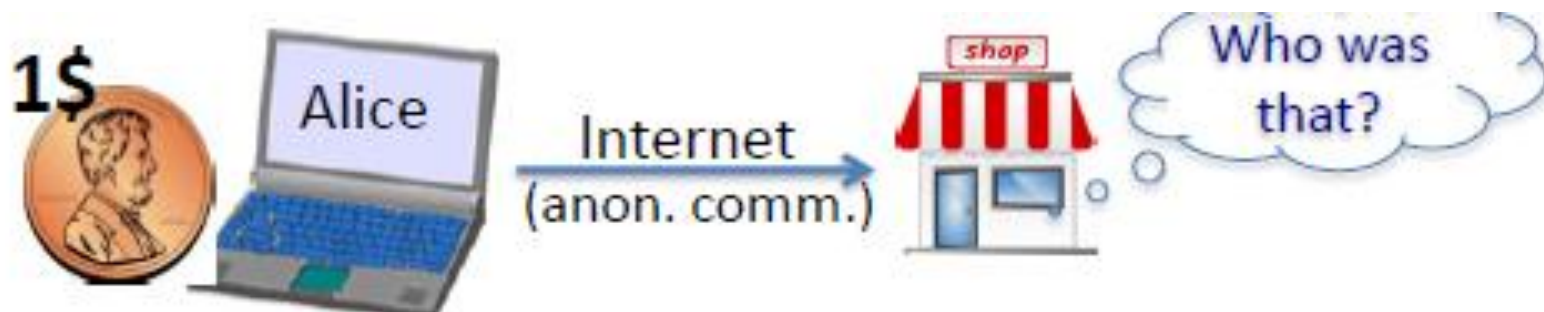 1$
Alice
Internet
(anon. comm.)
shop
Who was
that?